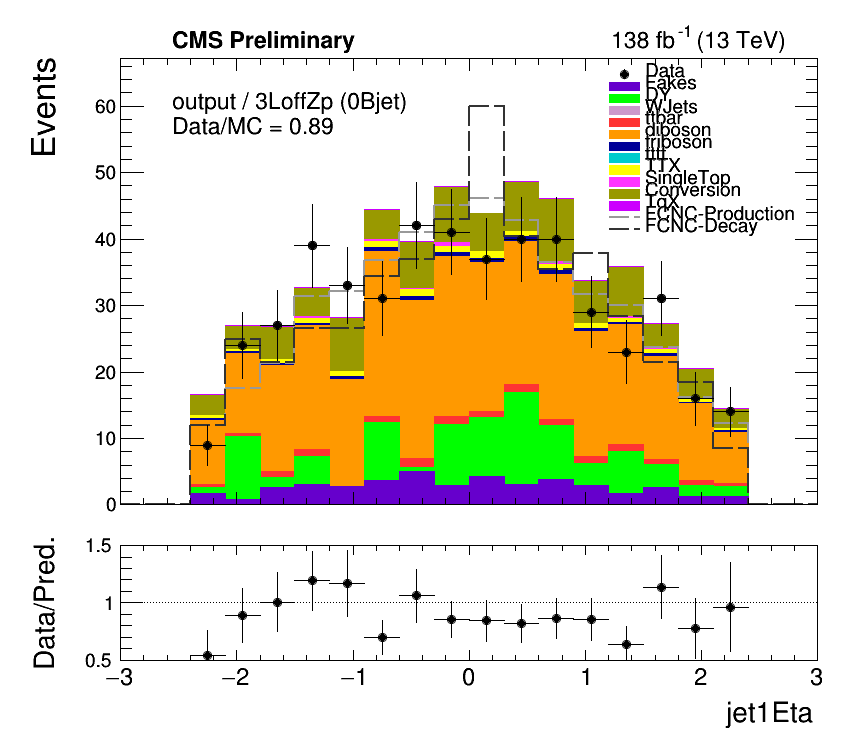 CMS Preliminary
138 fb-1 (13 TeV)
Events
output / 3LoffZp (0Bjet)
Data/MC = 0.89
Data
Fakes
DY
WJets
ttbar
diboson
triboson
tttt
TTX
SingleTop
Conversion
TqX
FCNC-Production
FCNC-Decay
60
50
40
30
20
10
0
Data/Pred.
1.5
1
0.5
−3
−2
−1
0
1
2
3
jet1Eta